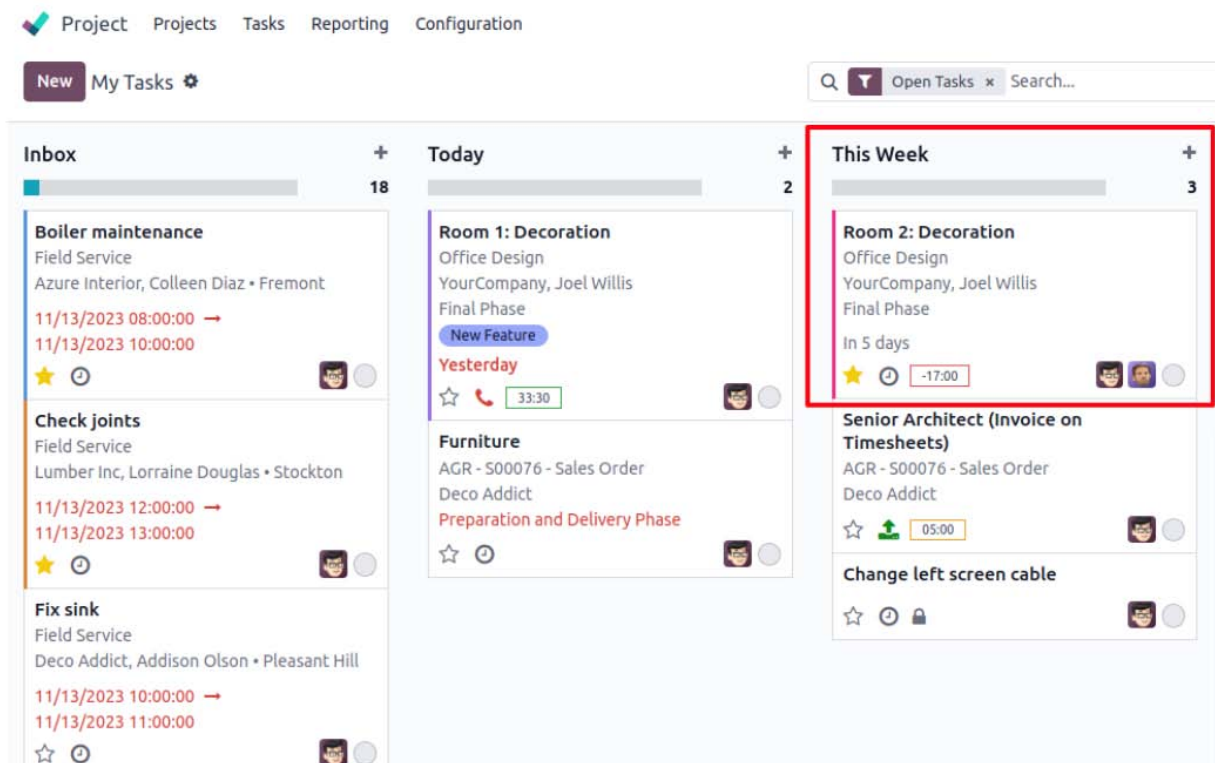 Project Projects Tasks Reporting Configuration
New My Tasks
Open Tasks × Search...
Inbox
18
Boiler maintenance
Field Service
Azure Interior, Colleen Diaz • Fremont
11/13/2023 08:00:00 →
11/13/2023 10:00:00
Check joints
Field Service
Lumber Inc, Lorraine Douglas • Stockton
11/13/2023 12:00:00 →
11/13/2023 13:00:00
Fix sink
Field Service
Deco Addict, Addison Olson • Pleasant Hill
11/13/2023 10:00:00 →
11/13/2023 11:00:00
Today
2
Room 1: Decoration
Office Design
YourCompany, Joel Willis
Final Phase
New Feature
Yesterday
33:30
Furniture
AGR - S00076 - Sales Order
Deco Addict
Preparation and Delivery Phase
This Week
3
Room 2: Decoration
Office Design
YourCompany, Joel Willis
Final Phase
In 5 days
-17:00
Senior Architect (Invoice on
Timesheets)
AGR - S00076 - Sales Order
Deco Addict
05:00
Change left screen cable